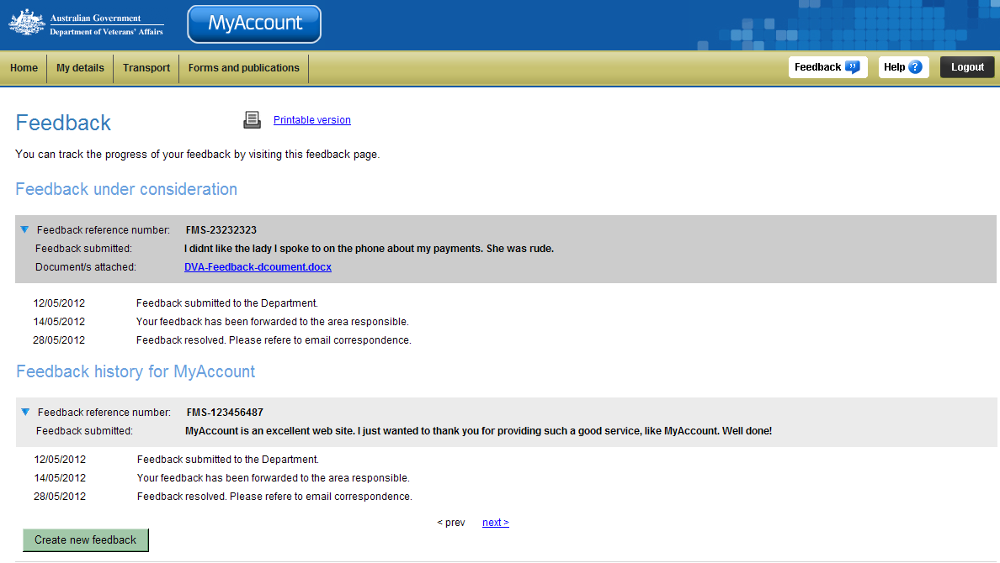 Australian Government
Department of Veterans' Affairs
MyAccount
Home My details Transport Forms and publications Feedback Help ? Logout
Feedback Printable version
You can track the progress of your feedback by visiting this feedback page.
Feedback under consideration
Feedback reference number: FMS-23232323
Feedback submitted: I didnt like the lady I spoke to on the phone about my payments. She was rude.
Document/s attached: DVA-Feedback-dcoument.docx
12/05/2012 Feedback submitted to the Department.
14/05/2012 Your feedback has been forwarded to the area responsible.
28/05/2012 Feedback resolved. Please refere to email correspondence.
Feedback history for MyAccount
Feedback reference number: FMS-123456487
Feedback submitted: MyAccount is an excellent web site. I just wanted to thank you for providing such a good service, like MyAccount. Well done!
12/05/2012 Feedback submitted to the Department.
14/05/2012 Your feedback has been forwarded to the area responsible.
28/05/2012 Feedback resolved. Please refere to email correspondence.
< prev next >
Create new feedback